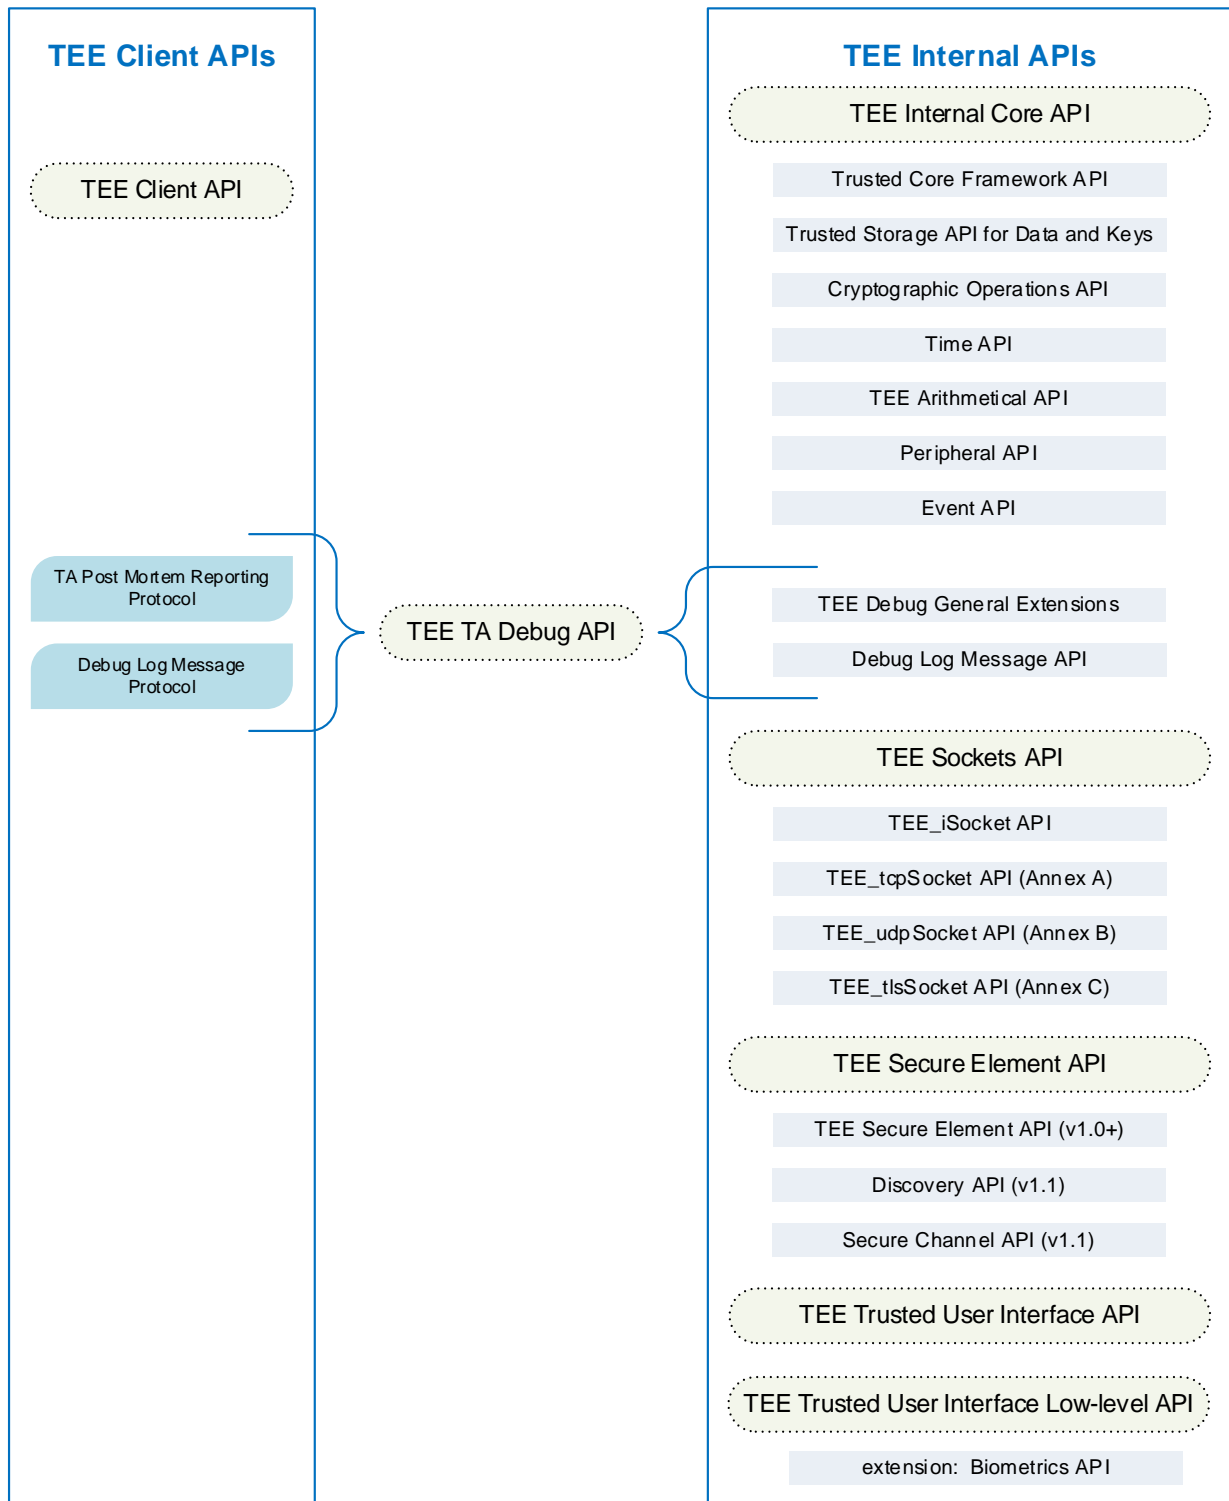 TEE Client APIs
TEE Client API
TA Post Mortem Reporting
Protocol
Debug Log Message
Protocol
TEE TA Debug API
TEE Internal APIs
TEE Internal Core API
Trusted Core Framework API
Trusted Storage API for Data and Keys
Cryptographic Operations API
Time API
TEE Arithmetical API
Peripheral API
Event API
TEE Debug General Extensions
Debug Log Message API
TEE Sockets API
TEE_iSocket API
TEE_tcpSocket API (Annex A)
TEE_udpSocket API (Annex B)
TEE_tlsSocket API (Annex C)
TEE Secure Element API
TEE Secure Element API (v1.0+)
Discovery API (v1.1)
Secure Channel API (v1.1)
TEE Trusted User Interface API
TEE Trusted User Interface Low-level API
extension: Biometrics API